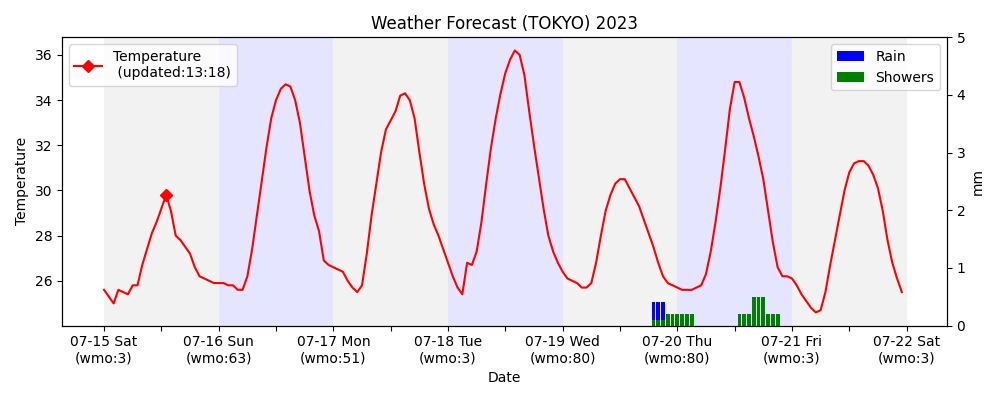 Weather Forecast (TOKYO) 2023
Temperature
(updated:13:18)
Rain
Showers
Temperature
36
34
32
30
28
26
5
4
3
2
1
0
mm
07-15 Sat 07-16 Sun 07-17 Mon 07-18 Tue 07-19 Wed 07-20 Thu 07-21 Fri 07-22 Sat
(wmo:3) (wmo:63) (wmo:51) (wmo:3) (wmo:80) (wmo:80) (wmo:3) (wmo:3)
Date